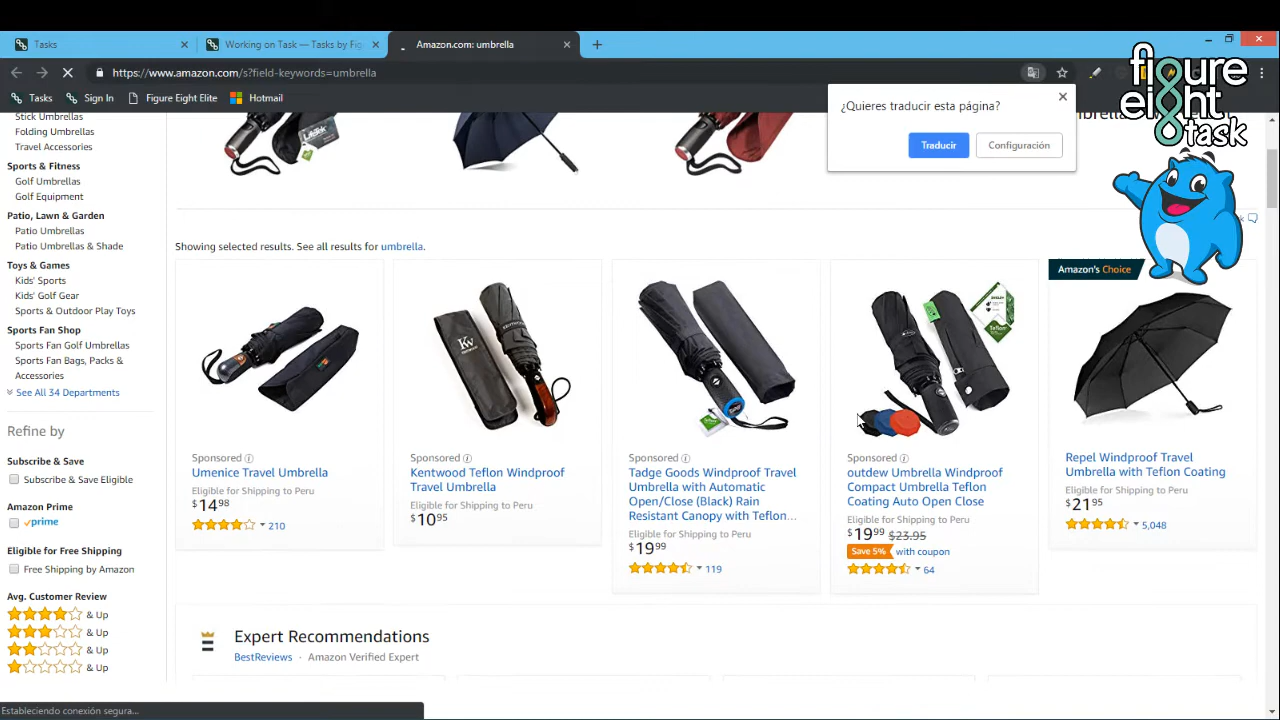 Tasks
Working on Task — Tasks by Fig
Amazon.com: umbrella
https://www.amazon.com/s?field-keywords=umbrella
Tasks
Sign In
Figure Eight Elite
Hotmail
figure
eight
task
¿Quieres traducir esta página?
Traducir
Configuración
Stick Umbrellas
Folding Umbrellas
Travel Accessories
Sports & Fitness
Golf Umbrellas
Golf Equipment
Patio, Lawn & Garden
Patio Umbrellas
Patio Umbrellas & Shade
Toys & Games
Kids' Sports
Kids' Golf Gear
Sports & Outdoor Play Toys
Sports Fan Shop
Sports Fan Golf Umbrellas
Sports Fan Bags, Packs &
Accessories
See All 34 Departments
Refine by
Subscribe & Save
Subscribe & Save Eligible
Amazon Prime
prime
Eligible for Free Shipping
Free Shipping by Amazon
Avg. Customer Review
& Up
& Up
& Up
& Up
Showing selected results. See all results for umbrella.
Sponsored
Umenice Travel Umbrella
Eligible for Shipping to Peru
$1498
210
Kw
Sponsored
Kentwood Teflon Windproof
Travel Umbrella
Eligible for Shipping to Peru
$1095
Sponsored
Tadge Goods Windproof Travel
Umbrella with Automatic
Open/Close (Black) Rain
Resistant Canopy with Teflon...
Eligible for Shipping to Peru
$1999
119
Teflon
Sponsored
outdew Umbrella Windproof
Compact Umbrella Teflon
Coating Auto Open Close
Eligible for Shipping to Peru
$1999 $23.95
Save 5% with coupon
64
Amazon's Choice
Repel Windproof Travel
Umbrella with Teflon Coating
Eligible for Shipping to Peru
$2195
5,048
Expert Recommendations
BestReviews · Amazon Verified Expert
Estableciendo conexión segura...